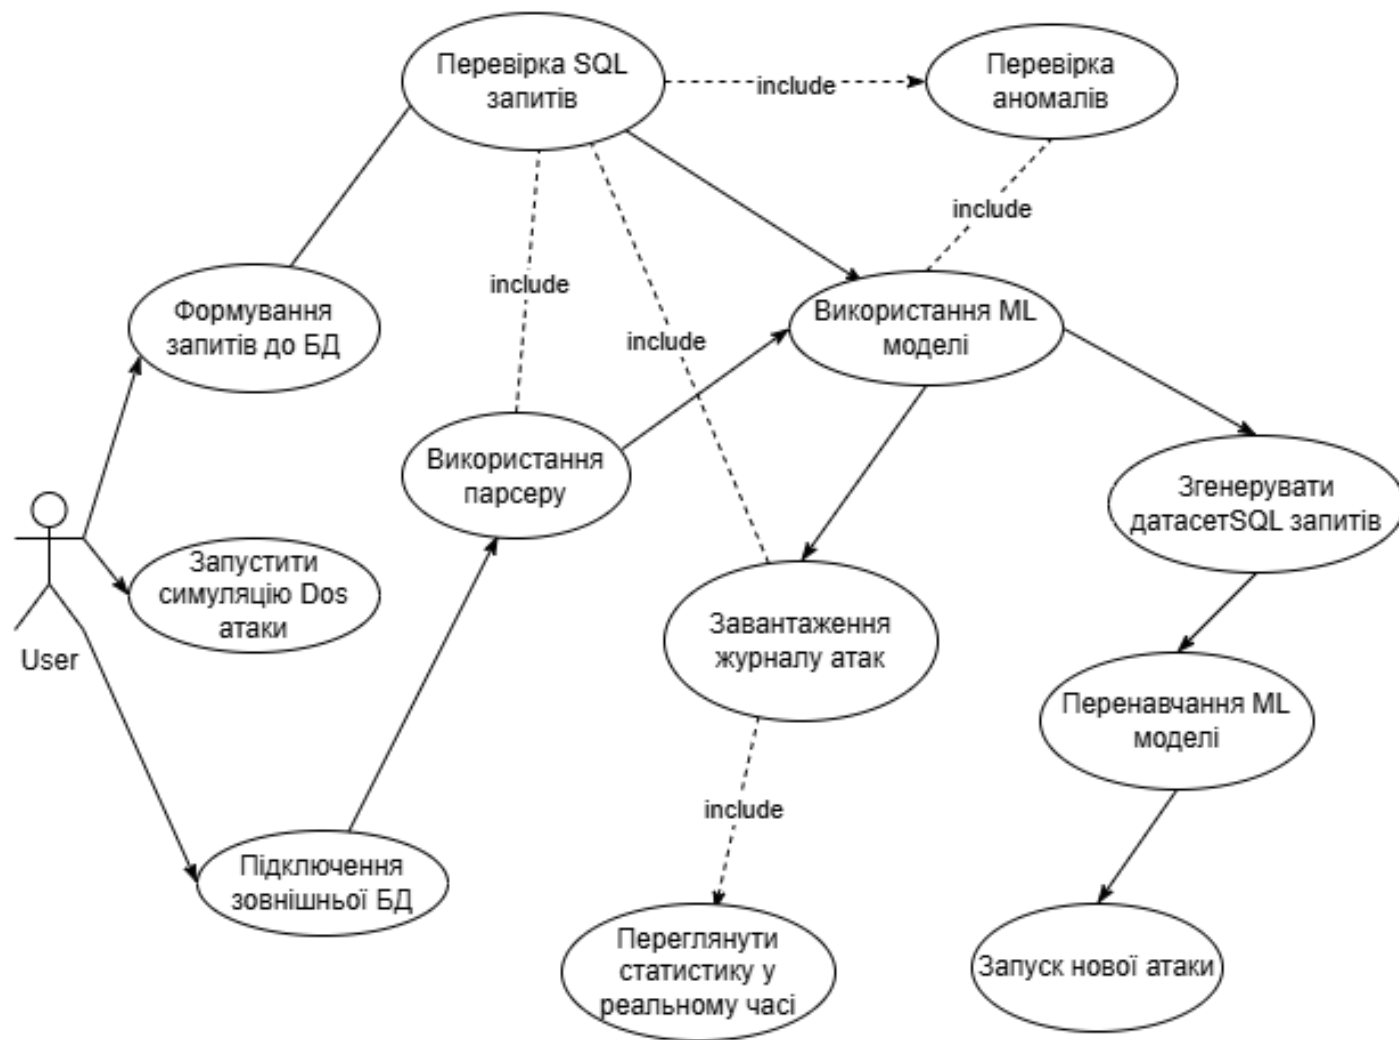 Перевірка SQL
запитів
include
Перевірка
аномалів
include
Формування
запитів до БД
include
include
Використання ML
моделі
Використання
парсеру
Згенерувати
датасетSQL запитів
Запустити
симуляцію Dos
атаки
User
Завантаження
журналу атак
Перенавчання ML
моделі
include
Підключення
зовнішньої БД
Переглянути
статистику у
реальному часі
Запуск нової атаки